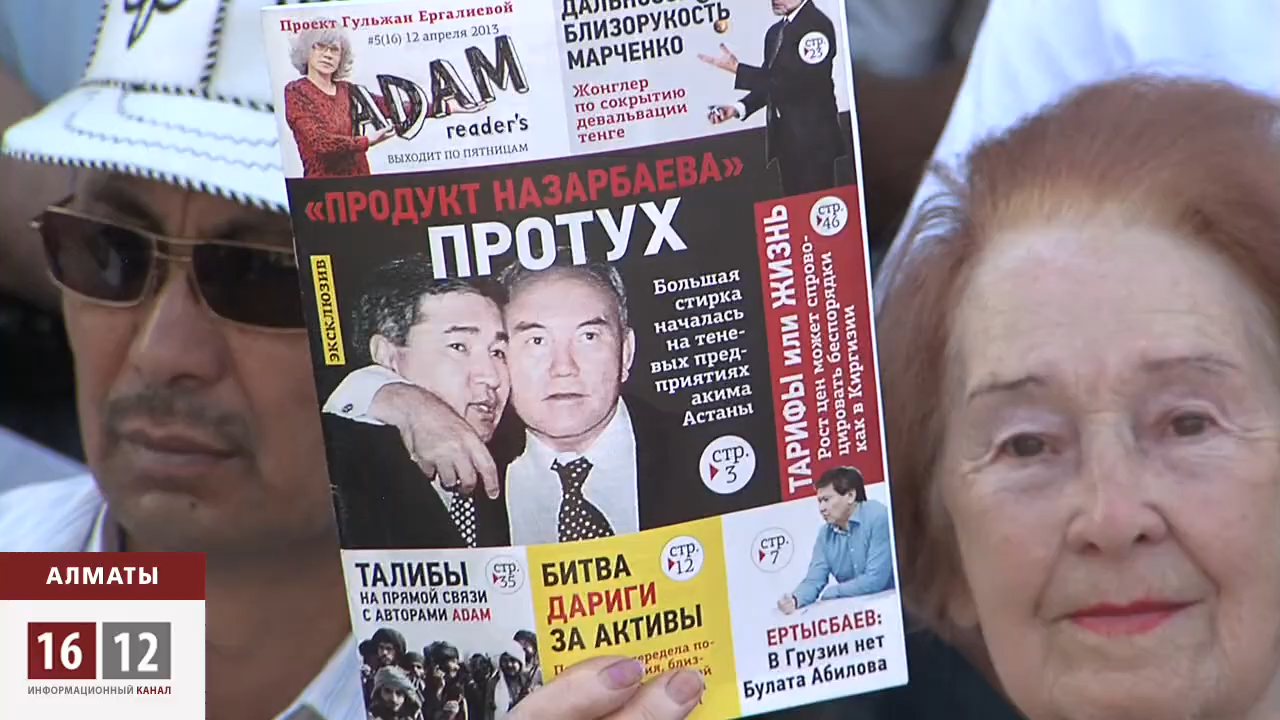 Проект Гульжан Ергалиевой
#5(16) 12 апреля 2013
ADAM
reader's
ВЫХОДИТ ПО ПЯТНИЦАМ
БЛИЗОРУКОСТЬ
МАРЧЕНКО
Жонглер
по сокрытию
девальвации
тенге
стр.
23
«ПРОДУКТ НАЗАРБАЕВА»
ПРОТУХ
ЭКСКЛЮЗИВ
Большая
стирка
началась
на тене-
вых пред-
приятиях
акима
Астаны
стр.
3
ТАРИФЫ ИЛИ ЖИЗНЬ
Рост цен может спрово-
цировать беспорядки
как в Киргизии
стр.
46
ТАЛИБЫ
НА ПРЯМОЙ СВЯЗИ
С АВТОРАМИ ADAM
стр.
35
БИТВА
ДАРИГИ
ЗА АКТИВЫ
стр.
12
стр.
7
ЕРТЫСБАЕВ:
В Грузии нет
Булата Абилова
АЛМАТЫ
16 12
ИНФОРМАЦИОННЫЙ КАНАЛ